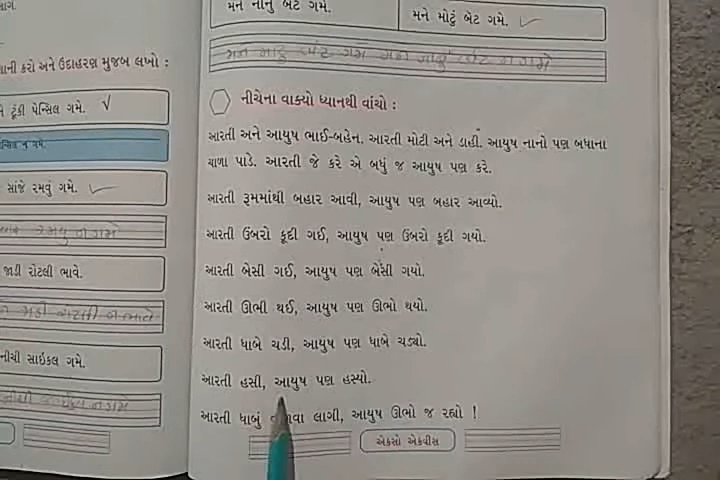 મને નાનું બેટ ગમે.
મને મોટું બેટ ગમે.
કરો અને ઉદાહરણ મુજબ લખો :
ટૂંકી પેન્સિલ ગમે.
સાંજે રમવું ગમે.
રમવુ ન ગમે
જાડી રોટલી ભાવે.
નીચી સાઇકલ ગમે.
નીચેના વાક્યો ધ્યાનથી વાંચો :
આરતી અને આયુષ ભાઈ-બહેન. આરતી મોટી અને ડાહી. આયુષ નાનો પણ બધાના
ચાળા પાડે. આરતી જે કરે એ બધું જ આયુષ પણ કરે.
આરતી રૂમમાંથી બહાર આવી, આયુષ પણ બહાર આવ્યો.
આરતી ઉંબરો કૂદી ગઈ, આયુષ પણ ઉંબરો કૂદી ગયો.
આરતી બેસી ગઈ, આયુષ પણ બેસી ગયો.
આરતી ઊભી થઈ, આયુષ પણ ઊભો થયો.
આરતી ધાબે ચડી, આયુષ પણ ધાબે ચડ્યો.
આરતી હસી, આયુષ પણ હસ્યો.
આરતી ધાબું લાગી, આયુષ ઊભો જ રહ્યો !
એકસો એકવીસ